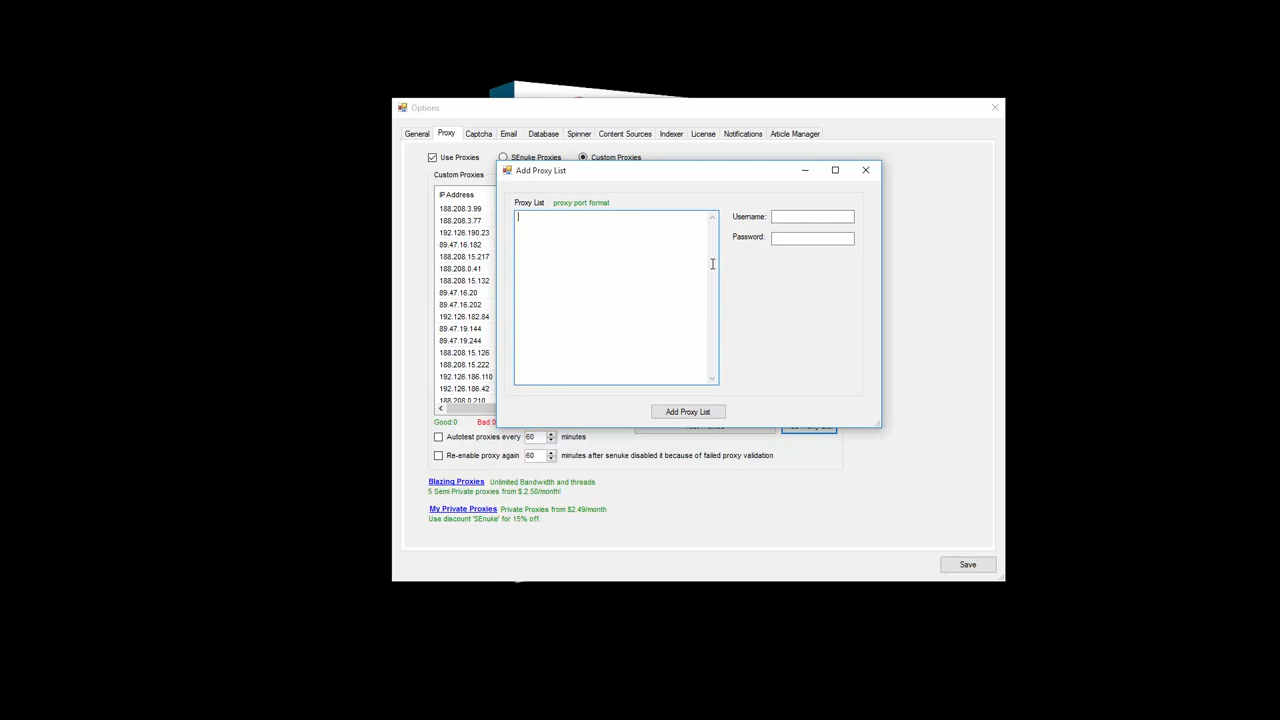 Options
General Proxy Captcha Email Database Spinner Content Sources Indexer License Notifications Article Manager
Use Proxies SEnuke Proxies Custom Proxies
Custom Proxies
IP Address
188.208.3.99
188.208.3.77
192.126.190.23
89.47.16.182
188.208.15.217
188.208.0.41
188.208.15.132
89.47.16.20
89.47.16.202
192.126.182.84
89.47.19.144
89.47.19.244
188.208.15.126
188.208.15.222
192.126.186.110
192.126.186.42
188.208.0.210
Add Proxy List
Proxy List proxy:port format
Username:
Password:
Add Proxy List
Good:0 Bad:0
Autotest proxies every 60 minutes
Re-enable proxy again 60 minutes after senuke disabled it because of failed proxy validation
Blazing Proxies Unlimited Bandwidth and threads
5 Semi Private proxies from $.2.50/month!
My Private Proxies Private Proxies from $2.49/month
Use discount 'SEnuke' for 15% off.
Save